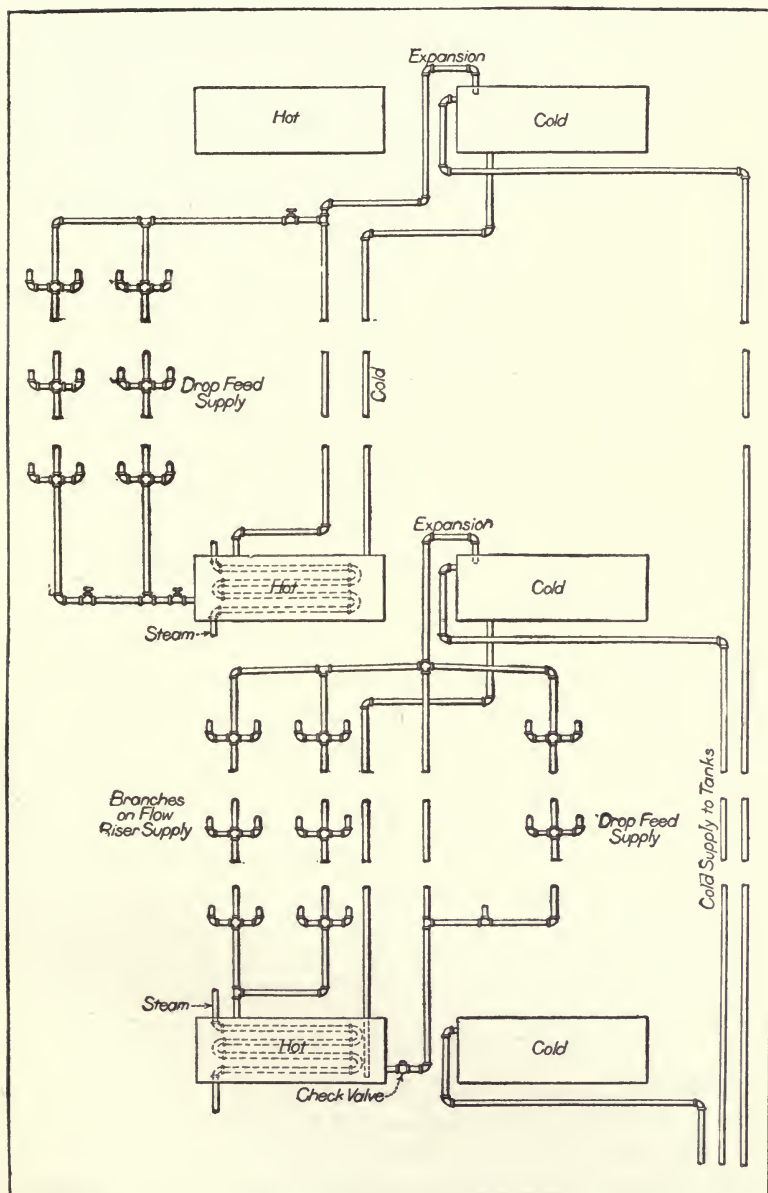 Expansion
Hot
Cold
Drop Feed
Supply
Cold
Expansion
Hot
Cold
Steam
Branches
on Flow
Riser Supply
Drop Feed
Supply
Cold Supply to Tanks
Steam
Hot
Cold
Check Valve